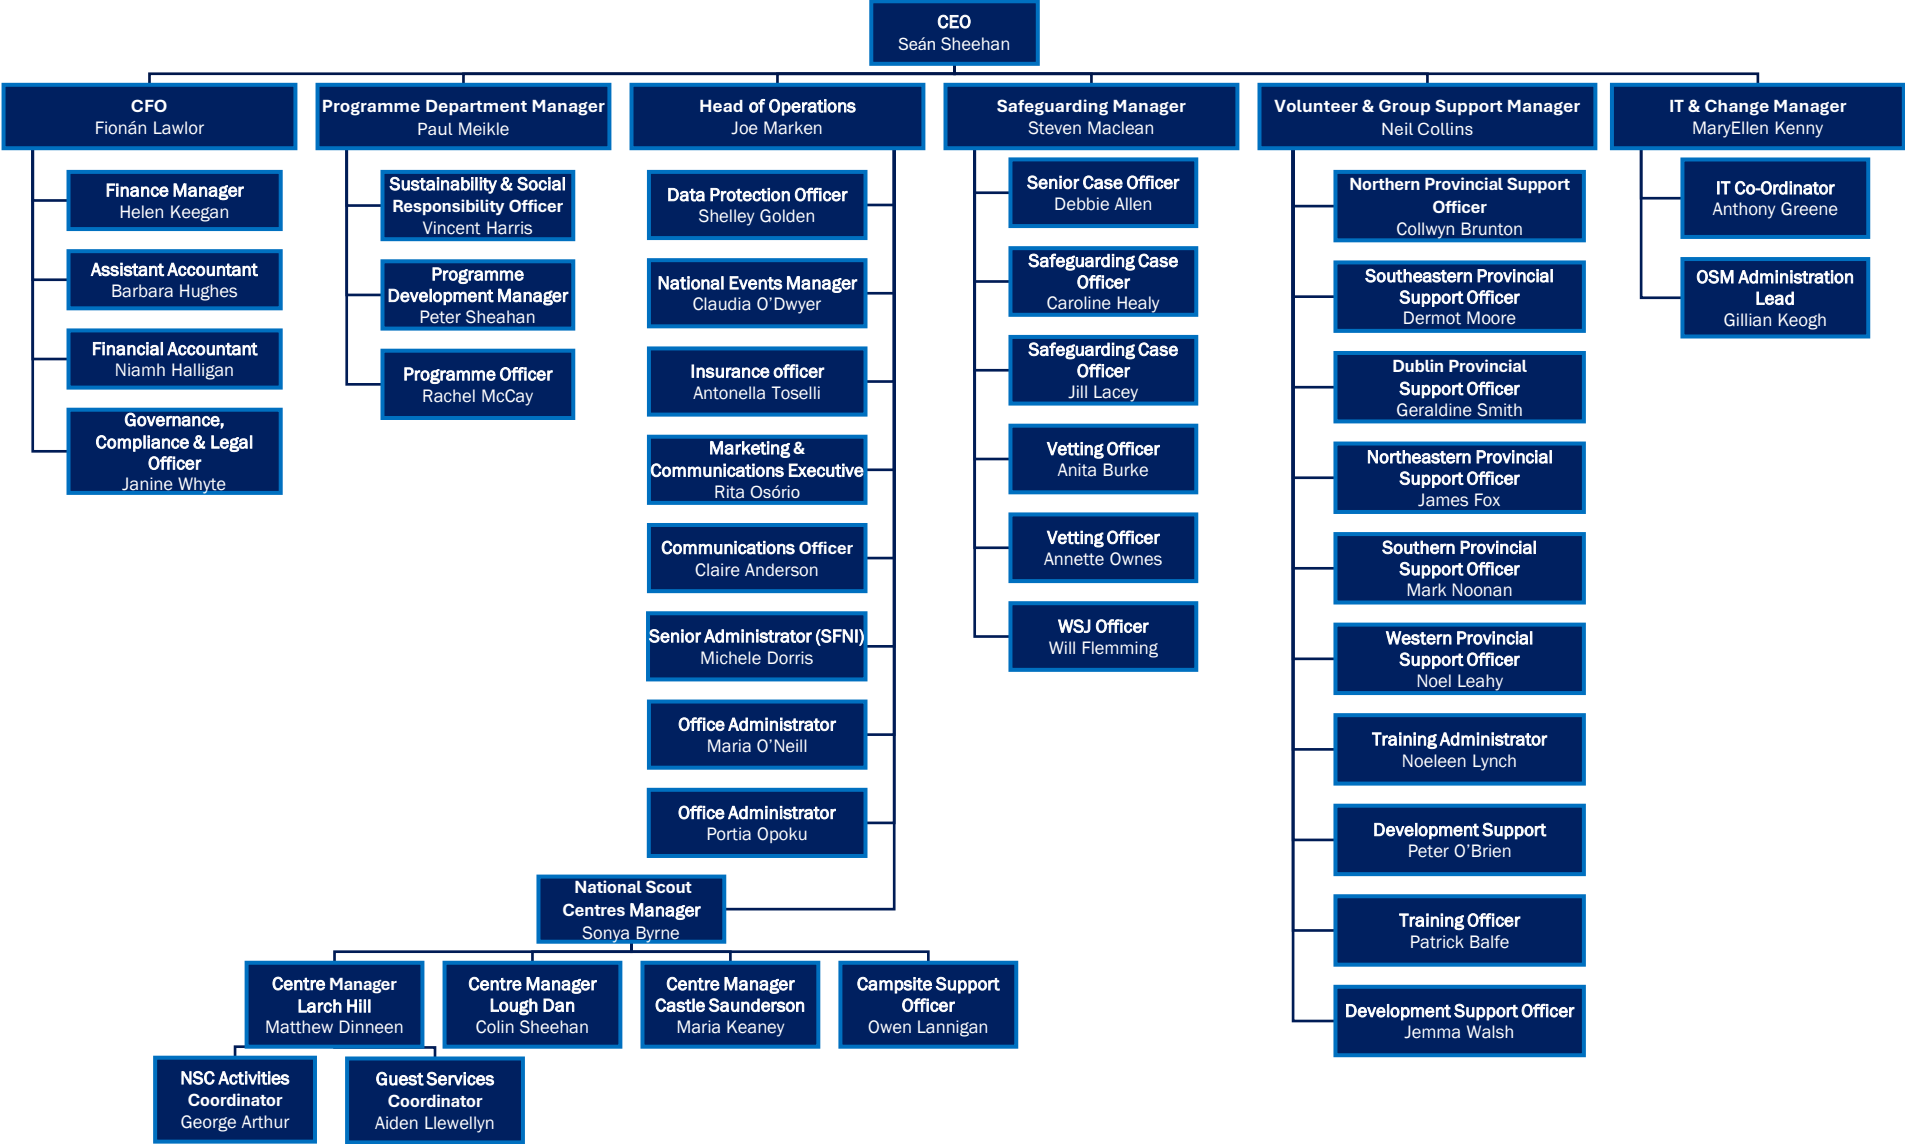 CEO
Seán Sheehan
CFO
Fionán Lawlor
Programme Department Manager
Paul Meikle
Head of Operations
Joe Marken
Safeguarding Manager
Steven Maclean
Volunteer & Group Support Manager
Neil Collins
IT & Change Manager
MaryEllen Kenny
Finance Manager
Helen Keegan
Assistant Accountant
Barbara Hughes
Financial Accountant
Niamh Halligan
Governance,
Compliance & Legal
Officer
Janine Whyte
Sustainability & Social
Responsibility Officer
Vincent Harris
Programme
Development Manager
Peter Sheahan
Programme Officer
Rachel McCay
Data Protection Officer
Shelley Golden
National Events Manager
Claudia O'Dwyer
Insurance officer
Antonella Toselli
Marketing &
Communications Executive
Rita Osório
Communications Officer
Claire Anderson
Senior Administrator (SFNI)
Michele Dorris
Office Administrator
Maria O'Neill
Office Administrator
Portia Opoku
National Scout
Centres Manager
Sonya Byrne
Centre Manager
Larch Hill
Matthew Dinneen
Centre Manager
Lough Dan
Colin Sheehan
Centre Manager
Castle Saunderson
Maria Keaney
Campsite Support
Officer
Owen Lannigan
NSC Activities
Coordinator
George Arthur
Guest Services
Coordinator
Aiden Llewellyn
Senior Case Officer
Debbie Allen
Safeguarding Case
Officer
Caroline Healy
Safeguarding Case
Officer
Jill Lacey
Vetting Officer
Anita Burke
Vetting Officer
Annette Ownes
WSJ Officer
Will Flemming
Northern Provincial Support
Officer
Collwyn Brunton
Southeastern Provincial
Support Officer
Dermot Moore
Dublin Provincial
Support Officer
Geraldine Smith
Northeastern Provincial
Support Officer
James Fox
Southern Provincial
Support Officer
Mark Noonan
Western Provincial
Support Officer
Noel Leahy
Training Administrator
Noeleen Lynch
Development Support
Peter O'Brien
Training Officer
Patrick Balfe
Development Support Officer
Jemma Walsh
IT Co-Ordinator
Anthony Greene
OSM Administration
Lead
Gillian Keogh